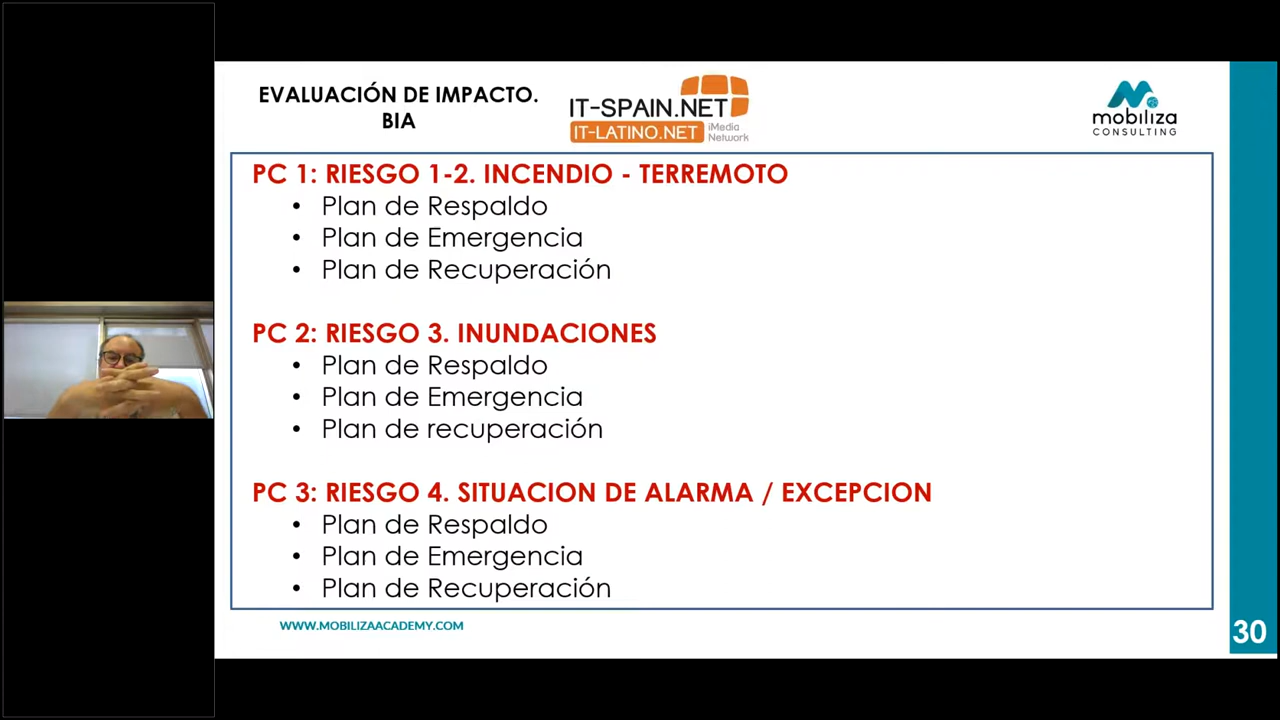 EVALUACIÓN DE IMPACTO.
BIA
IT-SPAIN.NET
IT-LATINO.NET
iMedia
Network
mobiliza
CONSULTING
PC 1: RIESGO 1-2. INCENDIO - TERREMOTO
• Plan de Respaldo
• Plan de Emergencia
• Plan de Recuperación
PC 2: RIESGO 3. INUNDACIONES
• Plan de Respaldo
• Plan de Emergencia
• Plan de recuperación
PC 3: RIESGO 4. SITUACION DE ALARMA / EXCEPCION
• Plan de Respaldo
• Plan de Emergencia
• Plan de Recuperación
WWW.MOBILIZAACADEMY.COM
30